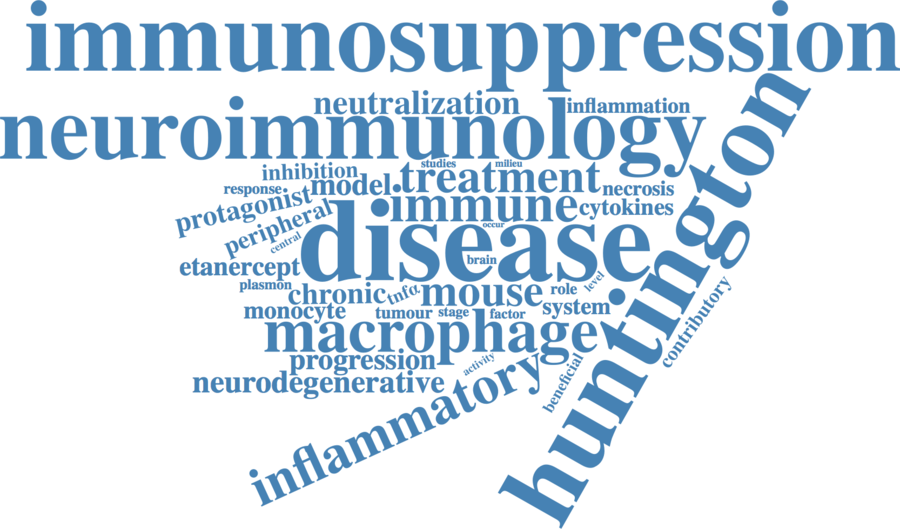 immunosuppression
neutralization
inflammation
neuroimmunology
huntington
studies
milieu
inhibition
treatment
response
model.
necrosis
protagonist
immune
cytokines
peripheral
occur
disease
central
brain
etanercept
level
plasmon
chronic
tnfα
mouse
role
contributory
monocyte
tumour
stage
factor
system
macrophage
progression
activity
beneficial
neurodegenerative
inflammatory